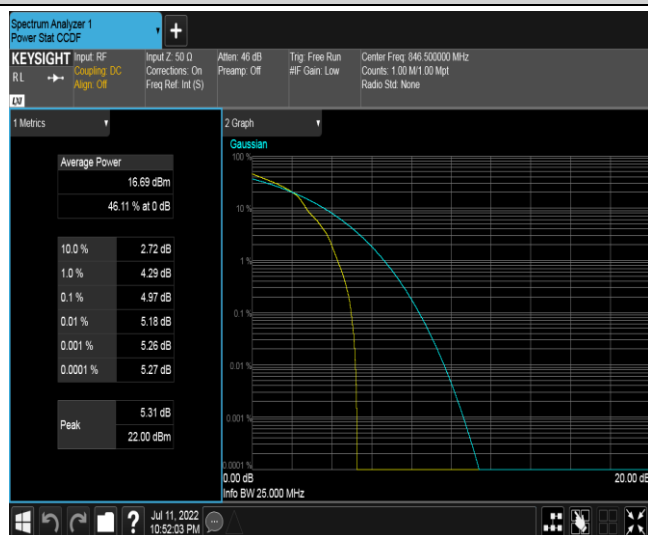 Spectrum Analyzer 1
Power Stat CCDF
KEYSIGHT
RL
LXI
Input: RF
Coupling: DC
Align: Off
Input Z: 50 Ω
Corrections: On
Freq Ref: Int (S)
Atten: 46 dB
Preamp: Off
Trig: Free Run
#IF Gain: Low
Center Freq: 846.500000 MHz
Counts: 1.00 M/1.00 Mpt
Radio Std: None
1 Metrics
Average Power
16.69 dBm
46.11 % at 0 dB
10.0 % 2.72 dB
1.0 % 4.29 dB
0.1 % 4.97 dB
0.01 % 5.18 dB
0.001 % 5.26 dB
0.0001 % 5.27 dB
Peak
5.31 dB
22.00 dBm
2 Graph
Gaussian
100 %
10 %
1 %
0.1 %
0.01 %
0.001 %
0.0001 %
0.00 dB 20.00 dB
Info BW 25.000 MHz
?
Jul 11, 2022
10:52:03 PM